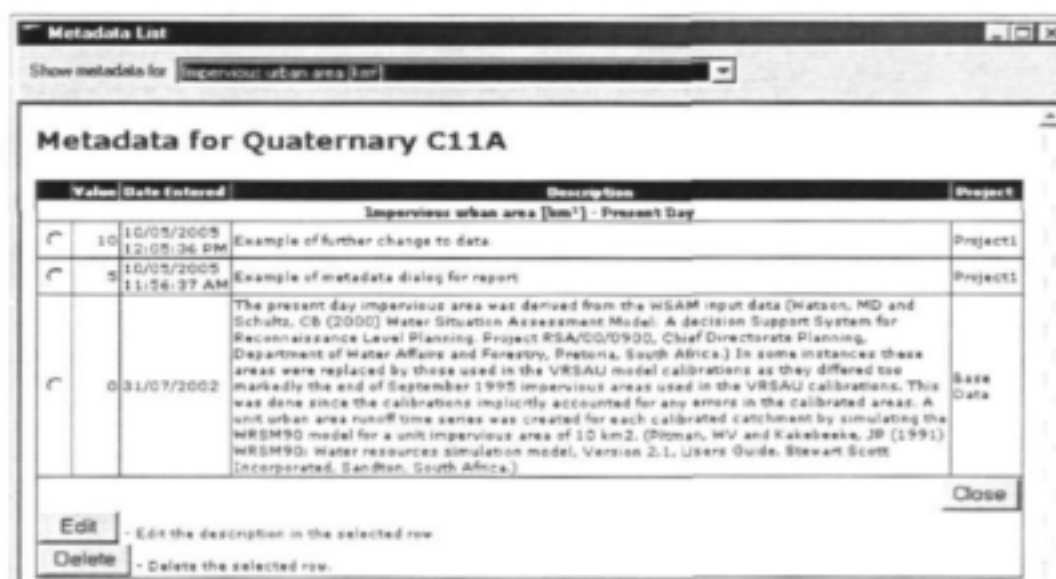 Metadata List
Show metadata for Impervious urban area [km²]
Metadata for Quaternary C11A
Value Date Entered Description Project
Impervious urban area [km²] - Present Day
10 10/05/2005 12:05:36 PM Example of further change to data. Project1
5 10/05/2005 11:56:37 AM Example of metadata dialog for report Project1
0 31/07/2002
The present day impervious area was derived from the WSAM input data (Watson, MD and
Schultz, CB (2000) Water Situation Assessment Model: A decision Support System for
Reconnaissance Level Planning. Project RSA/00/0900, Chief Directorate Planning,
Department of Water Affairs and Forestry, Pretoria, South Africa.) In some instances these
areas were replaced by those used in the VRSAU model calibrations as they differed too
markedly the end of September 1995 impervious areas used in the VRSAU calibrations. This
was done since the calibrations implicitly accounted for any errors in the calibrated areas. A
unit urban area runoff time series was created for each calibrated catchment by simulating the
WRSM90 model for a unit impervious area of 10 km2. (Pitman, WV and Kakebeeke, JP (1991)
WRSM90: Water resources simulation model, Version 2.1, Users Guide. Stewart Scott
Incorporated, Sandton, South Africa.)
Base
Data
Close
Edit - Edit the description in the selected row
Delete - Delete the selected row.